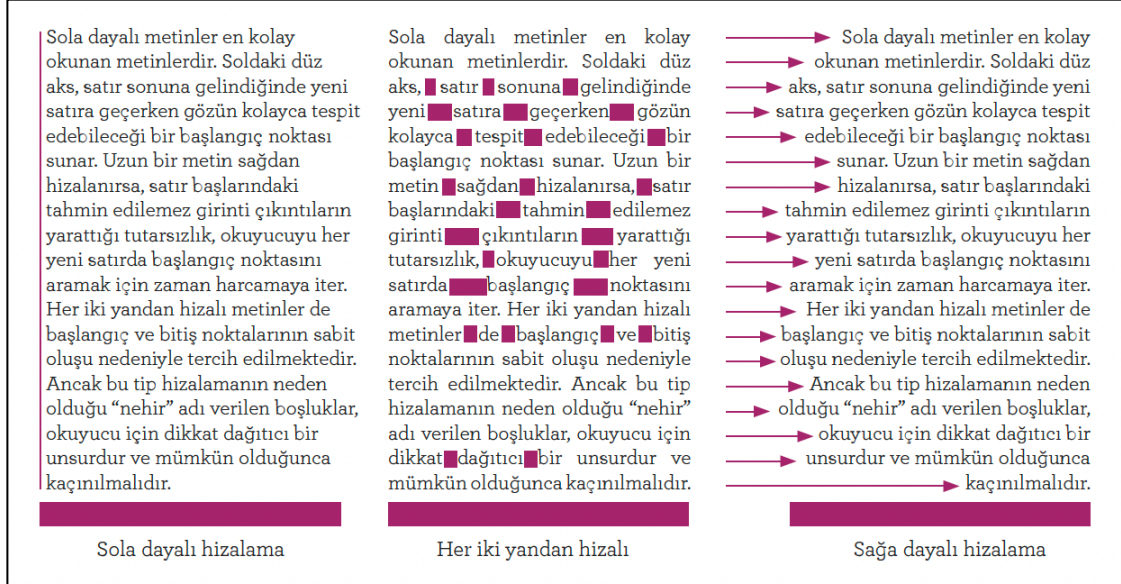 Sola dayalı metinler en kolay
okunan metinlerdir. Soldaki düz
aks, satır sonuna gelindiğinde yeni
satıra geçerken gözün kolayca tespit
edebileceği bir başlangıç noktası
sunar. Uzun bir metin sağdan
hizalanırsa, satır başlarındaki
tahmin edilemez girinti çıkıntıların
yarattığı tutarsızlık, okuyucuyu her
yeni satırda başlangıç noktasını
aramak için zaman harcamaya iter.
Her iki yandan hizalı metinler de
başlangıç ve bitiş noktalarının sabit
oluşu nedeniyle tercih edilmektedir.
Ancak bu tip hizalamanın neden
olduğu “nehir” adı verilen boşluklar,
okuyucu için dikkat dağıtıcı bir
unsurdur ve mümkün olduğunca
kaçınılmalıdır.
Sola dayalı hizalama
Sola dayalı metinler en kolay
okunan metinlerdir. Soldaki düz
aks, satır sonuna gelindiğinde
yeni satıra geçerken gözün
kolayca tespit edebileceği bir
başlangıç noktası sunar. Uzun bir
metin sağdan hizalanırsa, satır
başlarındaki tahmin edilemez
girinti çıkıntıların yarattığı
tutarsızlık, okuyucuyu her yeni
satırda başlangıç noktasını
aramaya iter. Her iki yandan hizalı
metinler de başlangıç ve bitiş
noktalarının sabit oluşu nedeniyle
tercih edilmektedir. Ancak bu tip
hizalamanın neden olduğu “nehir”
adı verilen boşluklar, okuyucu için
dikkat dağıtıcı bir unsurdur ve
mümkün olduğunca kaçınılmalıdır.
Her iki yandan hizalı
Sola dayalı metinler en kolay
okunan metinlerdir. Soldaki düz
aks, satır sonuna gelindiğinde yeni
satıra geçerken gözün kolayca tespit
edebileceği bir başlangıç noktası
sunar. Uzun bir metin sağdan
hizalanırsa, satır başlarındaki
tahmin edilemez girinti çıkıntıların
yarattığı tutarsızlık, okuyucuyu her
yeni satırda başlangıç noktasını
aramak için zaman harcamaya iter.
Her iki yandan hizalı metinler de
başlangıç ve bitiş noktalarının sabit
oluşu nedeniyle tercih edilmektedir.
Ancak bu tip hizalamanın neden
olduğu “nehir” adı verilen boşluklar,
okuyucu için dikkat dağıtıcı bir
unsurdur ve mümkün olduğunca
kaçınılmalıdır.
Sağa dayalı hizalama